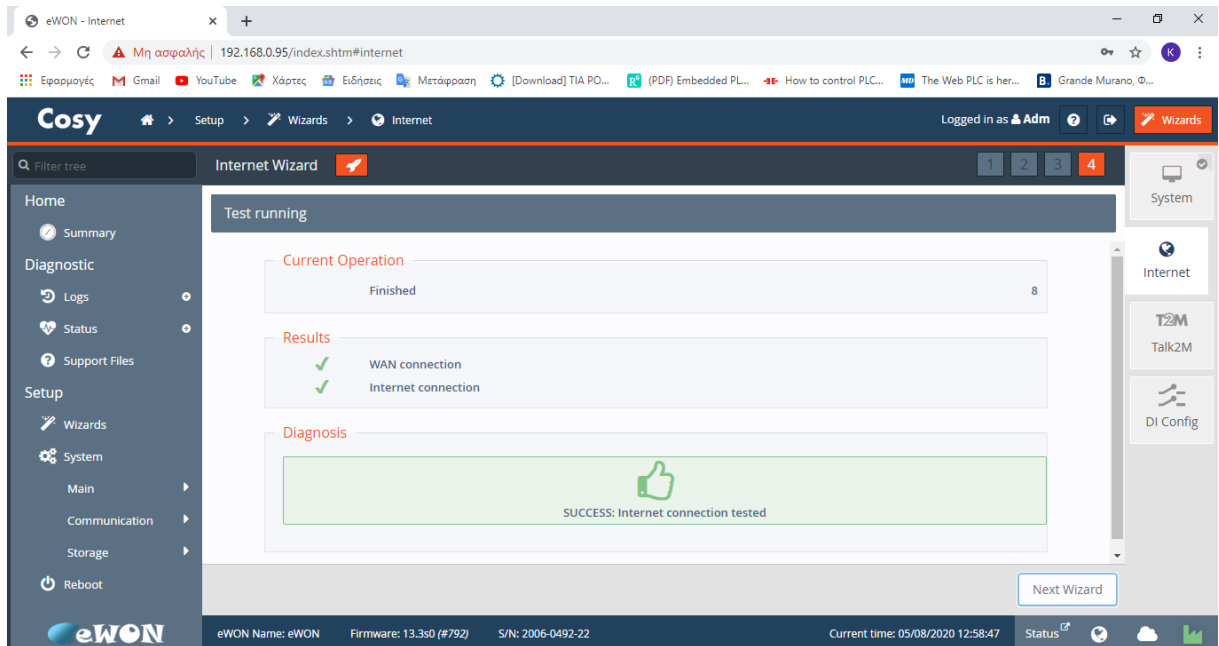 eWON - Internet
Μη ασφαλής | 192.168.0.95/index.shtm#internet
K
Εφαρμογές Gmail YouTube Χάρτες Ειδήσεις Μετάφραση [Download] TIA PO... (PDF) Embedded PL... How to control PLC... The Web PLC is her... Grande Murano, Φ...
Cosy > Setup > Wizards > Internet Logged in as Adm Wizards
Filter tree
Internet Wizard 1 2 3 4
Home
Summary
Diagnostic
Logs
Status
Support Files
Setup
Wizards
System
Main
Communication
Storage
Reboot
eWON
Test running
Current Operation
Finished 8
Results
WAN connection
Internet connection
Diagnosis
SUCCESS: Internet connection tested
Next Wizard
System
Internet
T2M
Talk2M
DI Config
eWON Name: eWON Firmware: 13.3s0 (#792) S/N: 2006-0492-22 Current time: 05/08/2020 12:58:47 Status